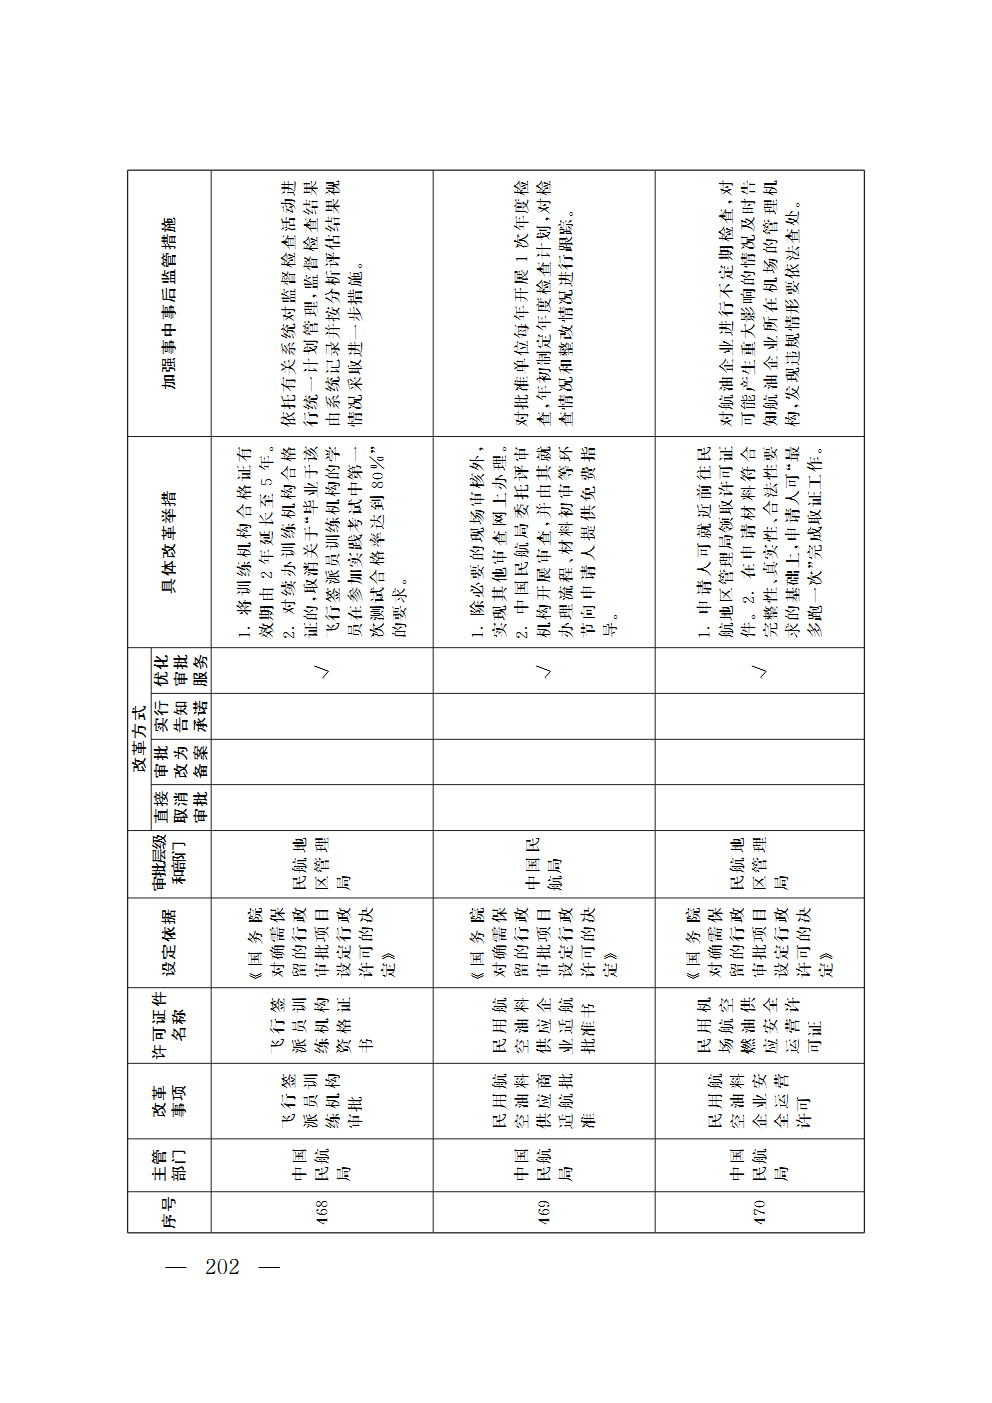 序号
主管
部门
改革
事项
许可证件
名称
设定依据
审批层级
和部门
改革方式
直接
取消
审批
审批
改为
备案
实行
告知
承诺
优化
审批
服务
具体改革举措
加强事中事后监管措施
468
中国
民航
局
飞行签
派员训
练机构
审批
飞行签
派员训
练机构
资格证
书
《国务院
对确需保
留的行政
审批项目
设定行政
许可的决
定》
民航地
区管理
局
√
1. 将训练机构合格证有
效期由 2 年延长至 5 年。
2. 对续办训练机构合格
证的,取消关于“毕业于该
飞行签派员训练机构的学
员在参加实践考试中第一
次测试合格率达到 80%”
的要求。
依托有关系统对监督检查活动进
行统一计划管理,监督检查结果
由系统记录并按分析评估结果视
情况采取进一步措施。
469
中国
民航
局
民用航
空油料
供应商
适航批
准
民用航
空油料
供应企
业适航
批准书
《国务院
对确需保
留的行政
审批项目
设定行政
许可的决
定》
中国民
航局
√
1. 除必要的现场审核外,
实现其他审查网上办理。
2. 中国民航局委托评审
机构开展审查,并由其就
办理流程、材料初审等环
节向申请人提供免费指
导。
对批准单位每年开展 1 次年度检
查,年初制定年度检查计划,对检
查情况和整改情况进行跟踪。
470
中国
民航
局
民用航
空油料
企业安
全运营
许可
民用机
场航空
燃油供
应安全
运营许
可证
《国务院
对确需保
留的行政
审批项目
设定行政
许可的决
定》
民航地
区管理
局
√
1. 申请人可就近前往民
航地区管理局领取许可证
件。2. 在申请材料符合
完整性、真实性、合法性要
求的基础上,申请人可“最
多跑一次”完成取证工作。
对航油企业进行不定期检查,对
可能产生重大影响的情况及时告
知航油企业所在机场的管理机
构,发现违规情形要依法查处。
— 202 —